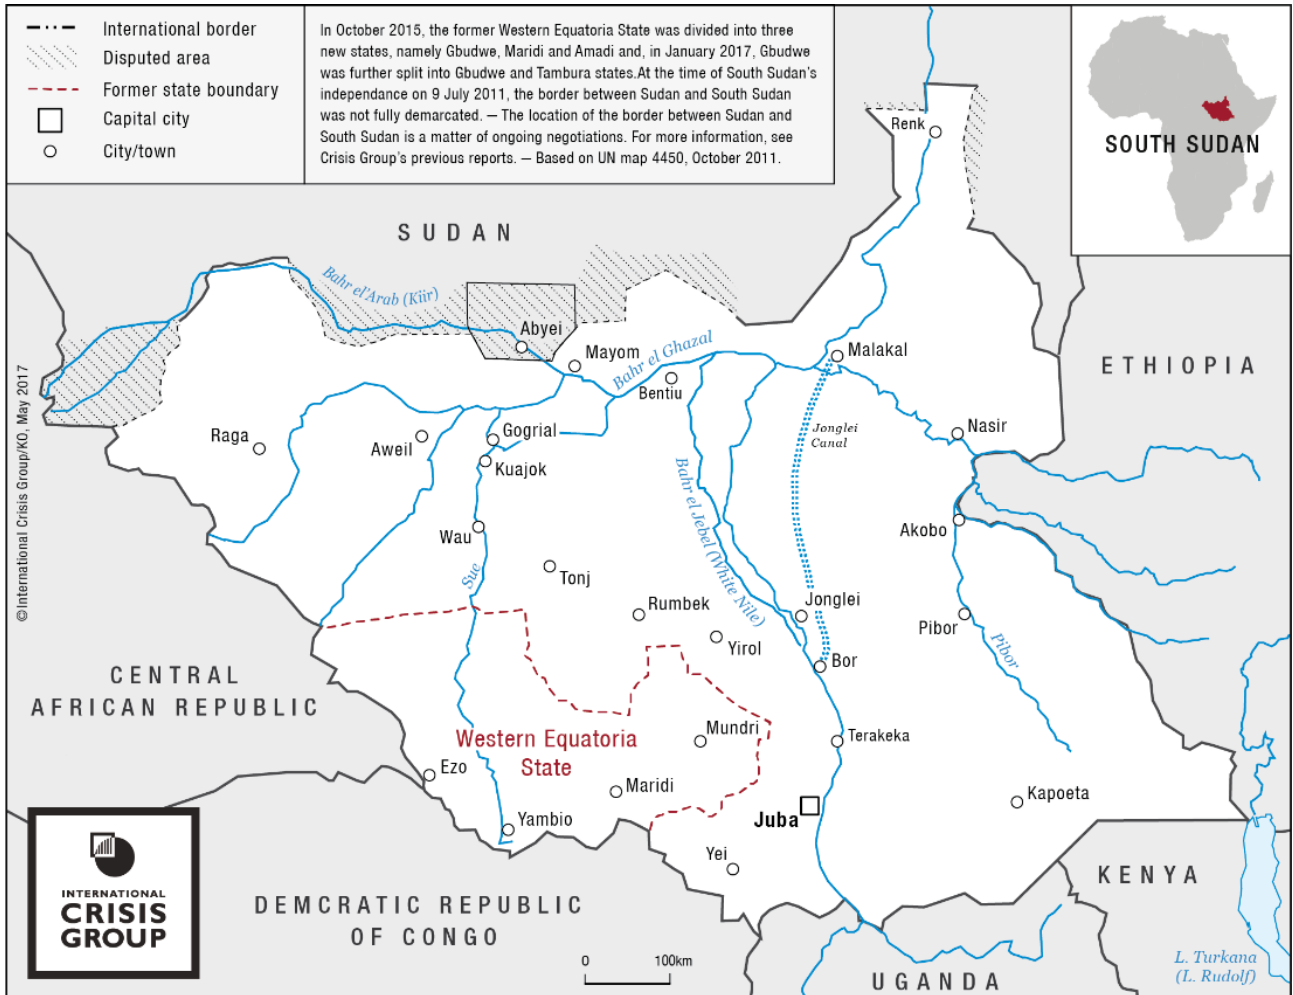 International border
Disputed area
Former state boundary
Capital city
City/town
In October 2015, the former Western Equatoria State was divided into three
new states, namely Gbudwe, Maridi and Amadi and, in January 2017, Gbudwe
was further split into Gbudwe and Tambura states.At the time of South Sudan's
independence on 9 July 2011, the border between Sudan and South Sudan
was not fully demarcated. — The location of the border between Sudan and
South Sudan is a matter of ongoing negotiations. For more information, see
Crisis Group's previous reports. — Based on UN map 4450, October 2011.
SOUTH SUDAN
Renk
SUDAN
Bahr el'Arab (Kiir)
Abyei
Mayom
Bahr el Ghazal
Malakal
ETHIOPIA
Bentiu
©International Crisis Group/KO, May 2017
Raga
Aweil
Gogrial
Kuajok
Jonglei
Canal
Nasir
Bahr el Jebel (White Nile)
Wau
Akobo
Sue
Tonj
Rumbek
Jonglei
Pibor
Yirol
Pibor
Bor
CENTRAL
AFRICAN REPUBLIC
Western Equatoria
State
Mundri
Terakeka
Ezo
Maridi
Kapoeta
Yambio
Juba
Yei
KENYA
INTERNATIONAL
CRISIS
GROUP
DEMCRATIC REPUBLIC
OF CONGO
0
100km
UGANDA
L. Turkana
(L. Rudolf)